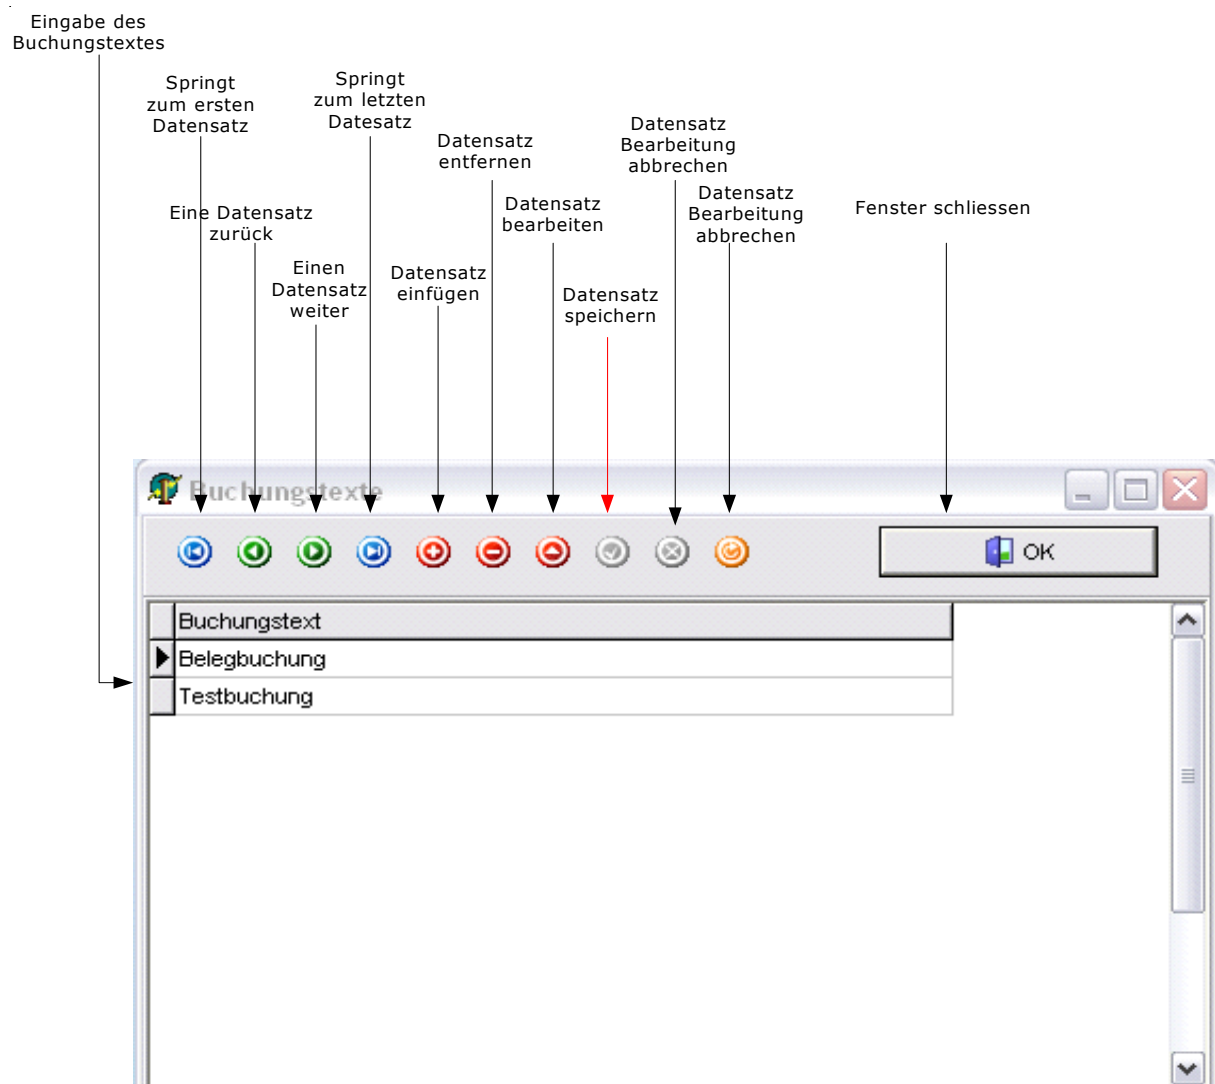 Eingabe des
Buchungstextes
Springt
zum ersten
Datensatz
Springt
zum letzten
Datesatz
Datensatz
entfernen
Datensatz
Bearbeitung
abbrechen
Eine Datensatz
zurück
Datensatz
bearbeiten
Datensatz
Bearbeitung
abbrechen
Fenster schliessen
Einen
Datensatz
weiter
Datensatz
einfügen
Datensatz
speichern
Buchungstexte
OK
Buchungstext
Belegbuchung
Testbuchung